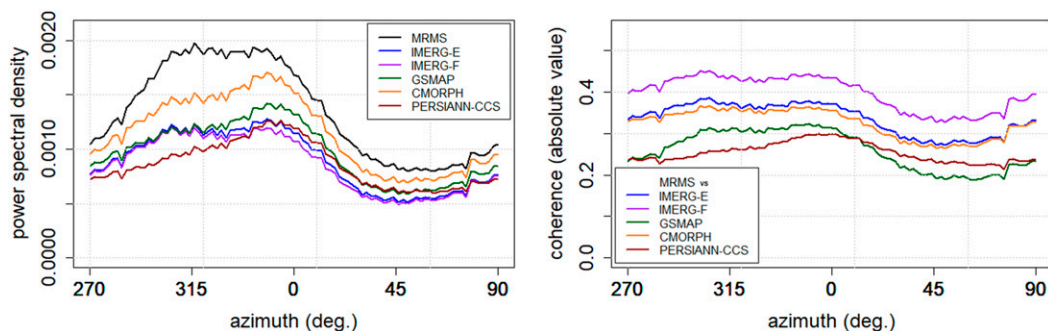 power spectral density
0.0020
0.0010
0.0000
MRMS
IMERG-E
IMERG-F
GSMAP
CMORPH
PERSIANN-CCS
270
315
0
45
90
azimuth (deg.)
coherence (absolute value)
0.4
0.2
0.0
MRMS vs
IMERG-E
IMERG-F
GSMAP
CMORPH
PERSIANN-CCS
270
315
0
45
90
azimuth (deg.)